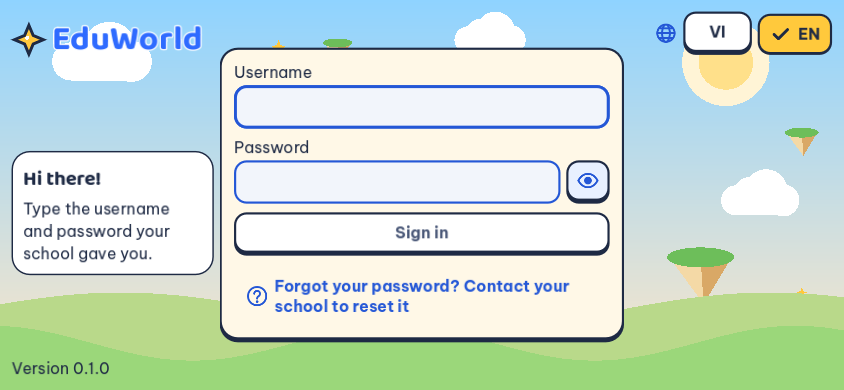 EduWorld
VI
EN
Username
Password
Hi there!
Type the username
and password your
school gave you.
Sign in
Forgot your password? Contact your
school to reset it
Version 0.1.0